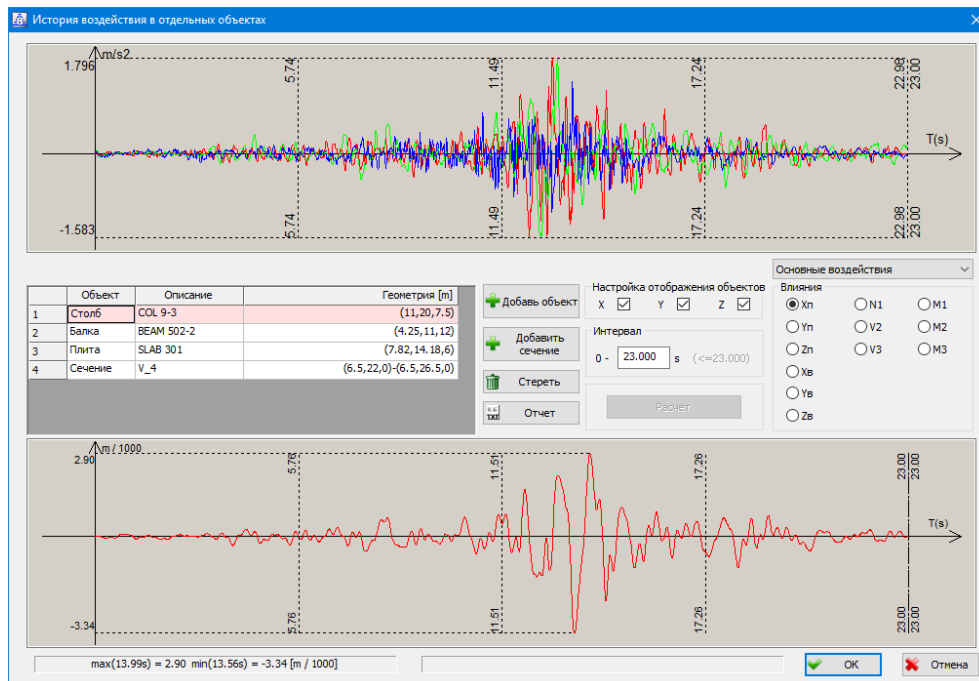 История воздействия в отдельных объектах
m/s2
1.796
5.74
11.49
17.24
22.98
23.00
T(s)
-1.583
5.74
11.49
17.24
22.98
23.00
Основные воздействия
Объект Описание Геометрия [m]
1 Столб COL 9-3 (11,20,7.5)
2 Балка BEAM 502-2 (4.25,11,12)
3 Плита SLAB 301 (7.82,14.18,6)
4 Сечение V_4 (6.5,22,0)-(6.5,26.5,0)
Добавь объект
Добавить
сечение
Стереть
TXT Отчет
Настройка отображения объектов
X Y Z
Интервал
0 - 23.000 s (<=23.000)
Расчет
Влияния
Xп N1 M1
Yп V2 M2
Zп V3 M3
Xв
Yв
Zв
m / 1000
2.90
5.76
11.51
17.26
23.00
23.00
T(s)
-3.34
5.76
11.51
17.26
23.00
23.00
max(13.99s) = 2.90 min(13.56s) = -3.34 [m / 1000]
OK
Отмена